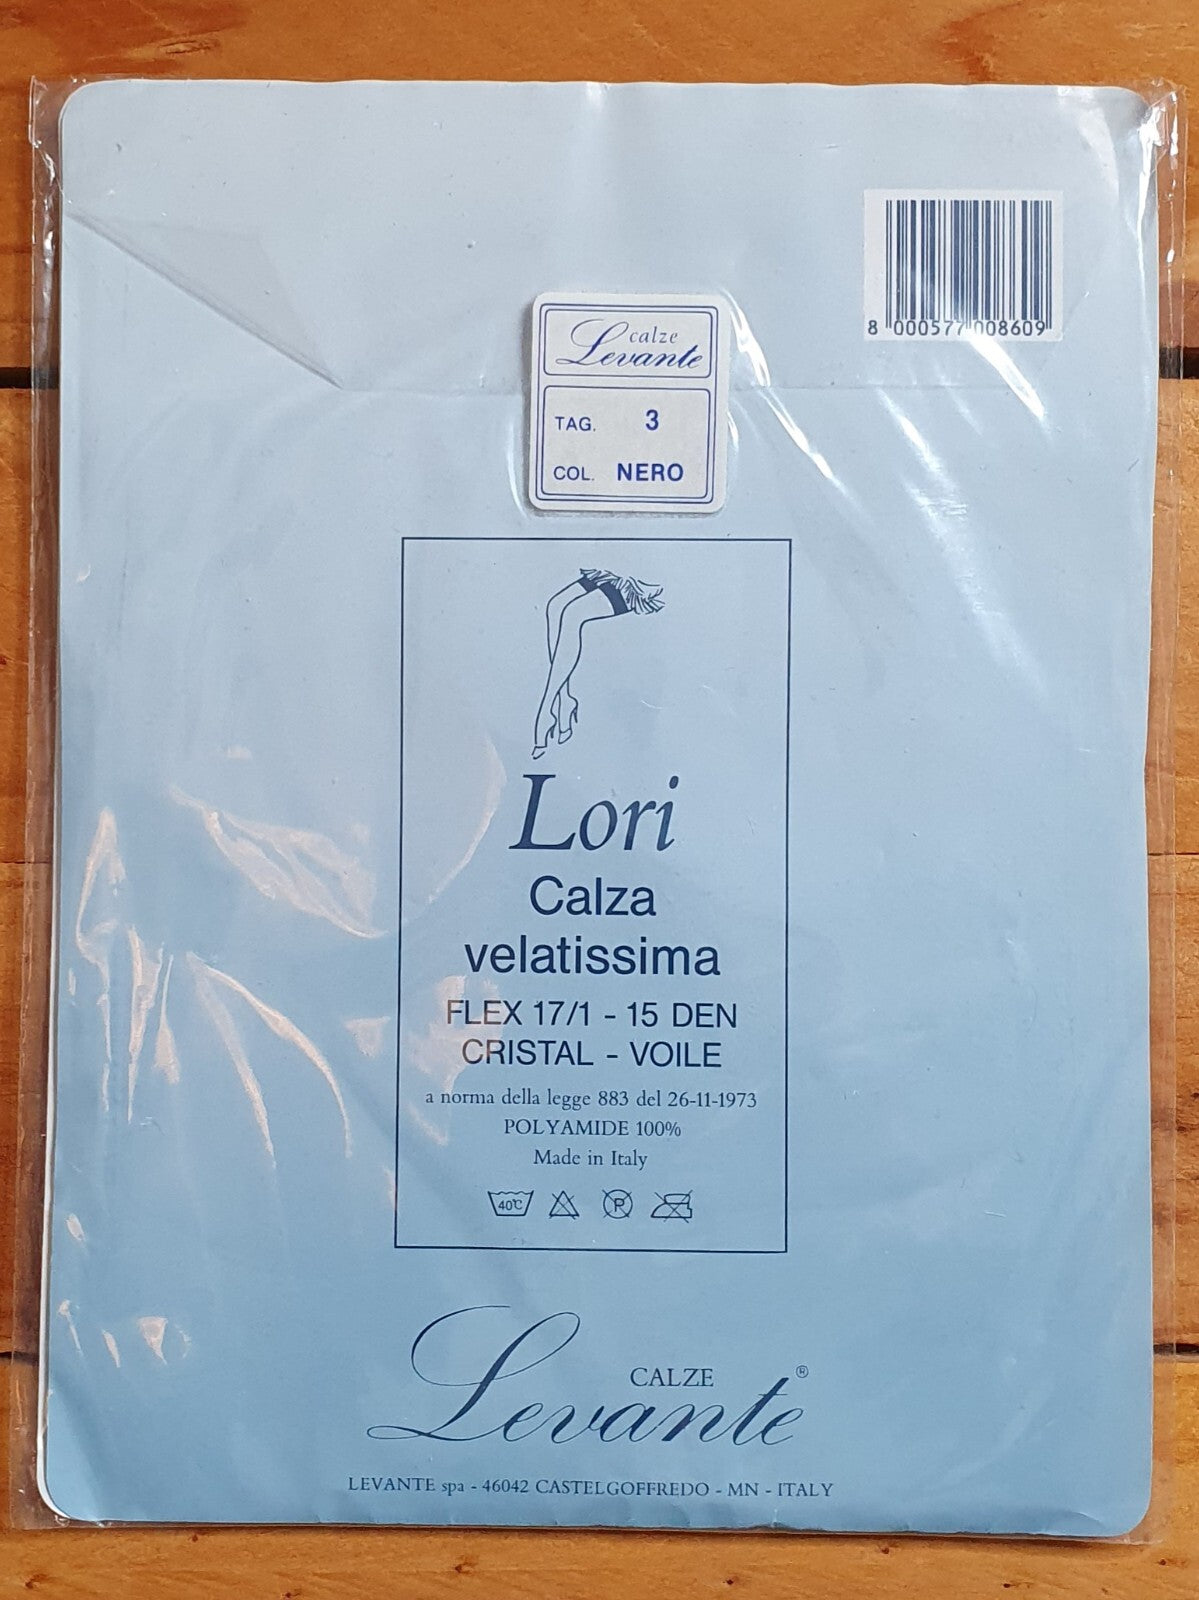 8 000577 008609
calze
Levante
TAG. 3
COL. NERO
Lori
Calza
velatissima
FLEX 17/1 - 15 DEN
CRISTAL - VOILE
a norma della legge 883 del 26-11-1973
POLYAMIDE 100%
Made in Italy
40°C P
CALZE
Levante®
LEVANTE spa - 46042 CASTELGOFFREDO - MN - ITALY